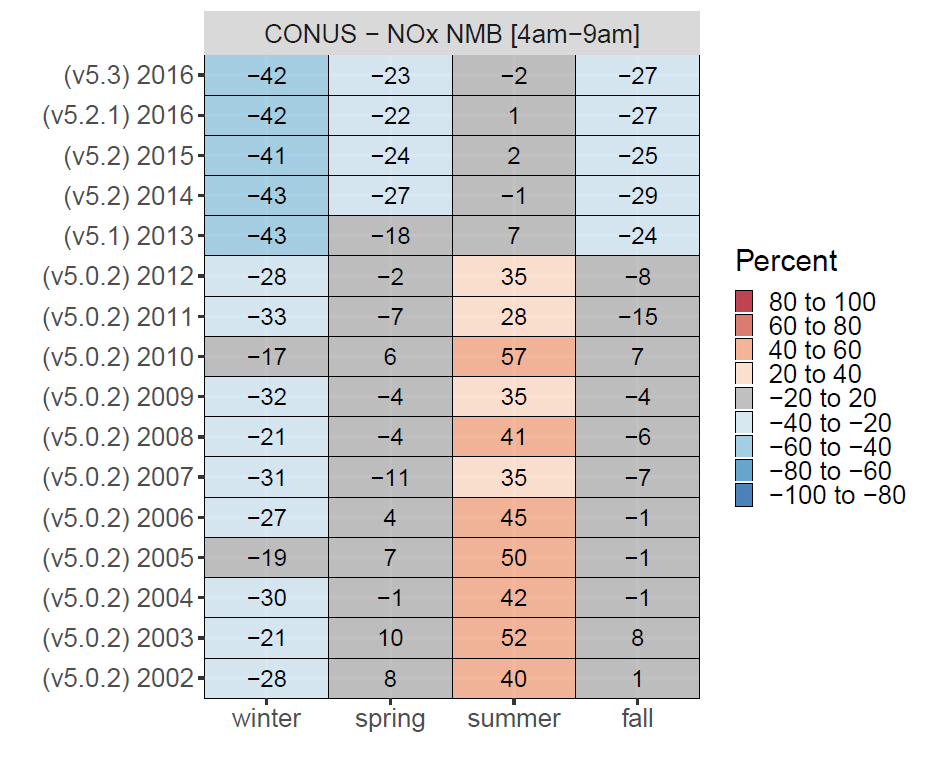 CONUS − NOx NMB [4am−9am]
(v5.3) 2016 −42 −23 −2 −27
(v5.2.1) 2016 −42 −22 1 −27
(v5.2) 2015 −41 −24 2 −25
(v5.2) 2014 −43 −27 −1 −29
(v5.1) 2013 −43 −18 7 −24
(v5.0.2) 2012 −28 −2 35 −8
(v5.0.2) 2011 −33 −7 28 −15
(v5.0.2) 2010 −17 6 57 7
(v5.0.2) 2009 −32 −4 35 −4
(v5.0.2) 2008 −21 −4 41 −6
(v5.0.2) 2007 −31 −11 35 −7
(v5.0.2) 2006 −27 4 45 −1
(v5.0.2) 2005 −19 7 50 −1
(v5.0.2) 2004 −30 −1 42 −1
(v5.0.2) 2003 −21 10 52 8
(v5.0.2) 2002 −28 8 40 1
winter spring summer fall
Percent
80 to 100
60 to 80
40 to 60
20 to 40
−20 to 20
−40 to −20
−60 to −40
−80 to −60
−100 to −80